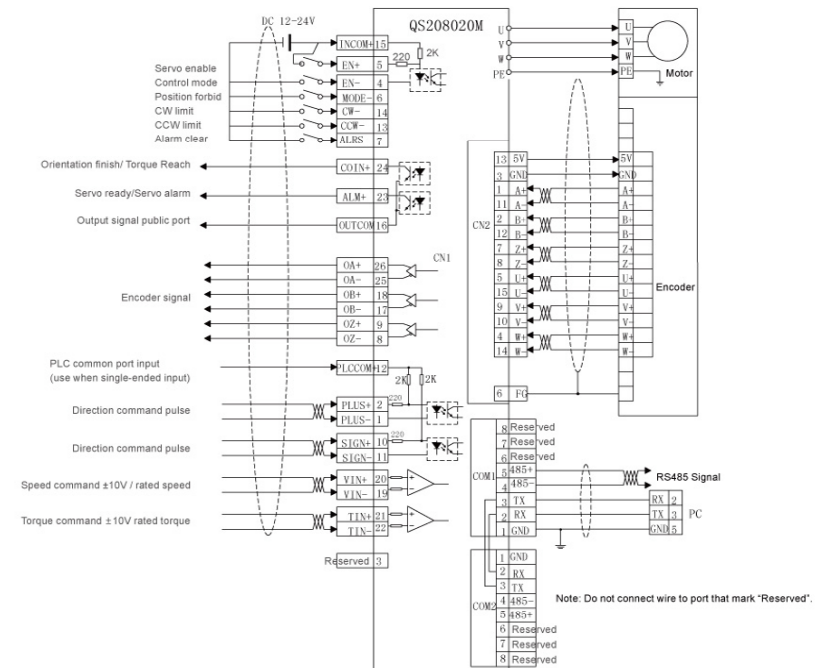 DC 12-24V
QS208020M
INCOM+ 15
2K
220
EN+ 5
EN- 4
MODE- 6
CW- 14
CCW- 13
ALRS 7
Servo enable
Control mode
Position forbid
CW limit
CCW limit
Alarm clear
Orientation finish/ Torque Reach
COIN+ 24
Servo ready/Servo alarm
ALM+ 23
Output signal public port
OUTCOM 16
CN1
Encoder signal
OA+ 26
OA- 25
OB+ 18
OB- 17
OZ+ 9
OZ- 8
PLC common port input
(use when single-ended input)
PLCCOM+ 12
2K
2K
220
Direction command pulse
PLUS+ 2
PLUS- 1
220
Direction command pulse
SIGN+ 10
SIGN- 11
Speed command ±10V / rated speed
VIN+ 20
VIN- 19
Torque command ±10V rated torque
TIN+ 21
TIN- 22
Reserved 3
U
V
W
PE
U
V
W
PE
Motor
CN2
13 5V
3 GND
1 A+
11 A-
2 B+
12 B-
7 Z+
8 Z-
5 U+
15 U-
9 V+
10 V-
4 W+
14 W-
6 FG
5V
GND
A+
A-
B+
B-
Z+
Z-
U+
U-
V+
V-
W+
W-
Encoder
COM1
8 Reserved
7 Reserved
6 Reserved
5 485+
4 485-
3 TX
2 RX
1 GND
RS485 Signal
RX 2
TX 3
GND 5
PC
COM2
1 GND
2 RX
3 TX
4 485-
5 485+
6 Reserved
7 Reserved
8 Reserved
Note: Do not connect wire to port that mark “Reserved”.